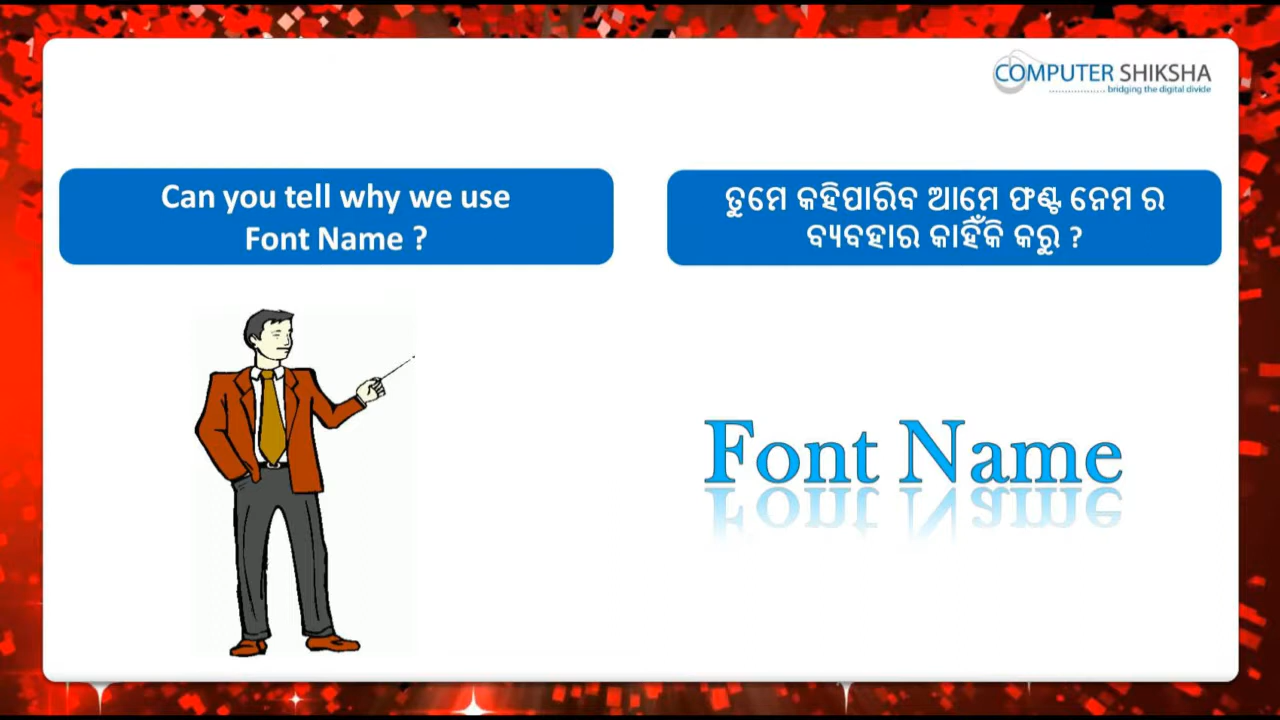 COMPUTER SHIKSHA
bridging the digital divide
Can you tell why we use
Font Name ?
ତୁମେ କହିପାରିବ ଆମେ ଫଣ୍ଟ ନେମ ର
ବ୍ୟବହାର କାହିଁକି କରୁ ?
Font Name